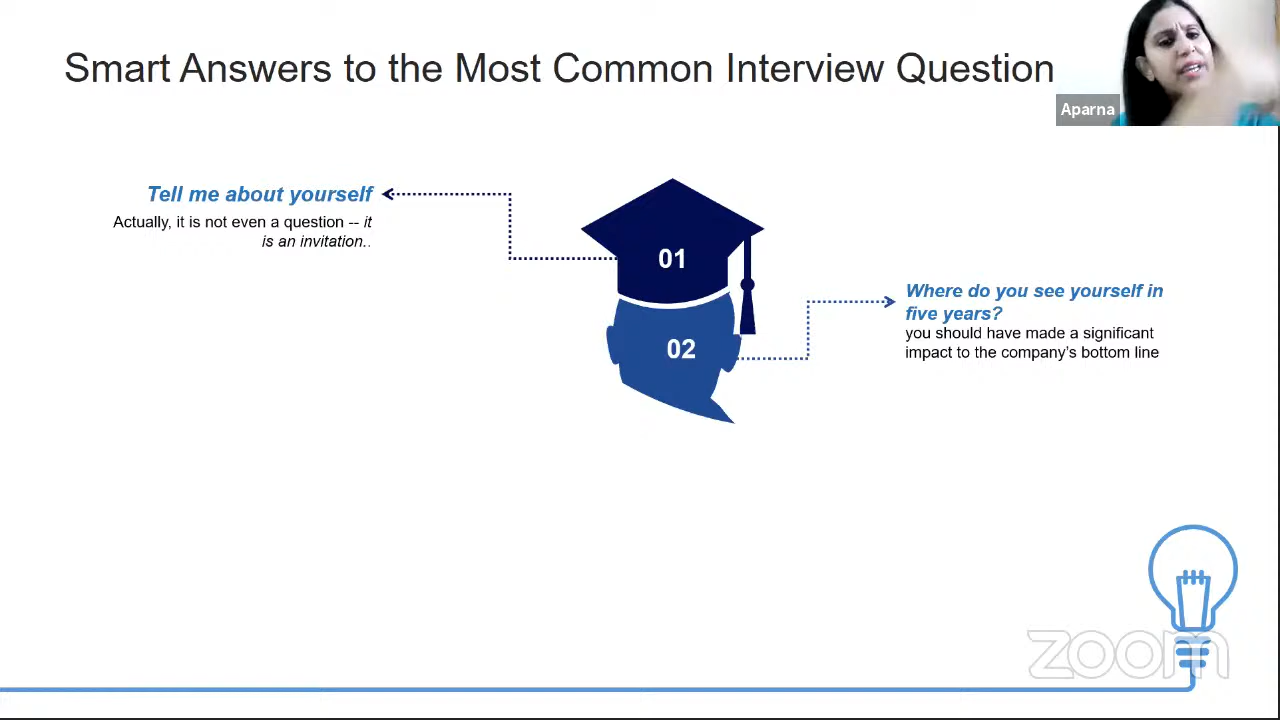 Smart Answers to the Most Common Interview Question
Aparna
Tell me about yourself
Actually, it is not even a question -- it
is an invitation..
01
02
Where do you see yourself in
five years?
you should have made a significant
impact to the company's bottom line
zoom